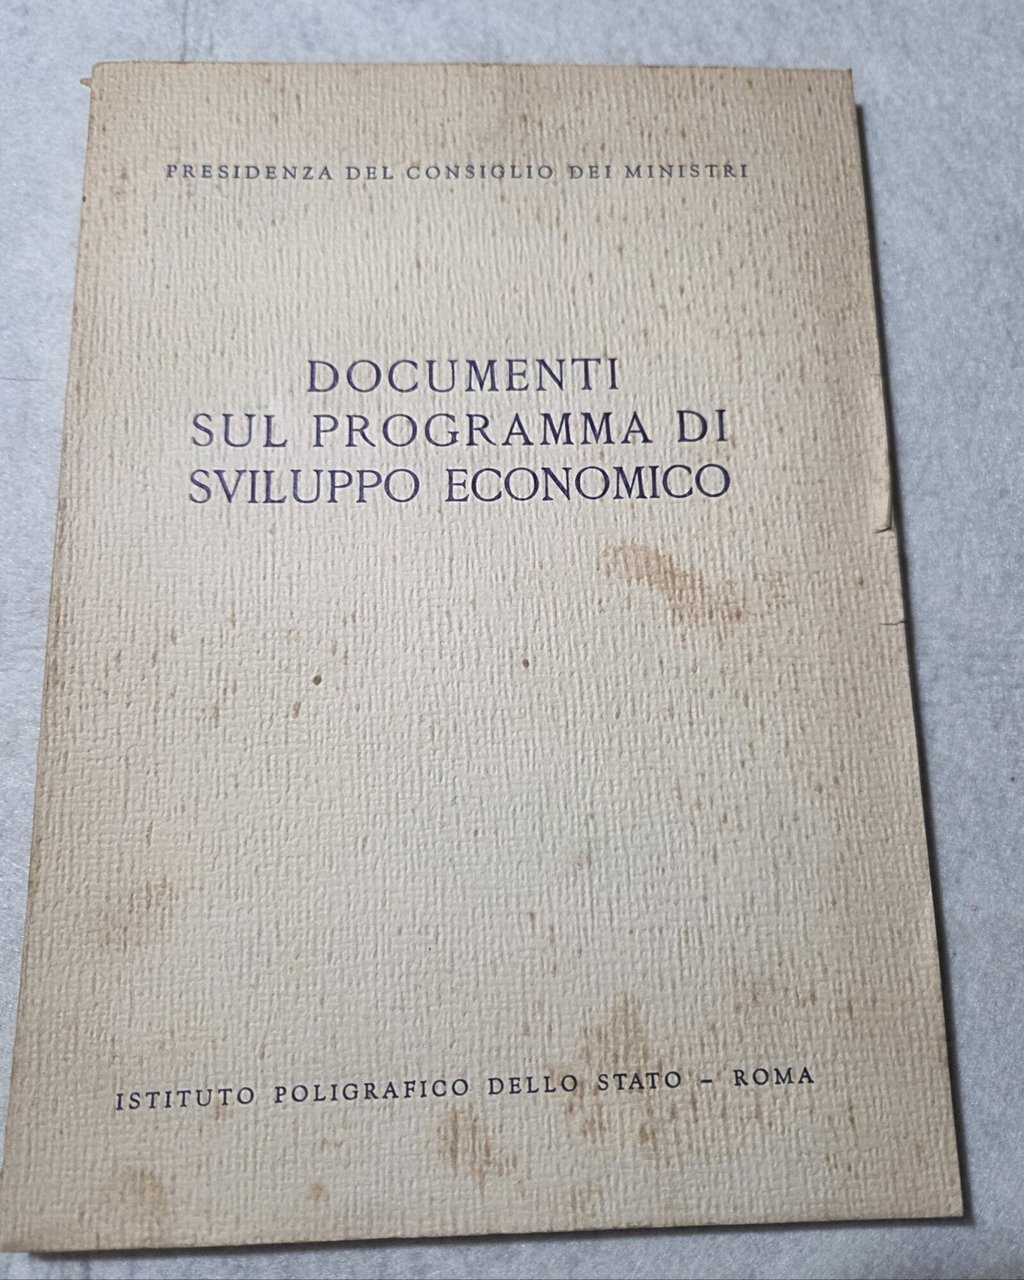 PRESIDENZA DEL CONSIGLIO DEI MINISTRI
DOCUMENTI
SUL PROGRAMMA DI
SVILUPPO ECONOMICO
ISTITUTO POLIGRAFICO DELLO STATO – ROMA